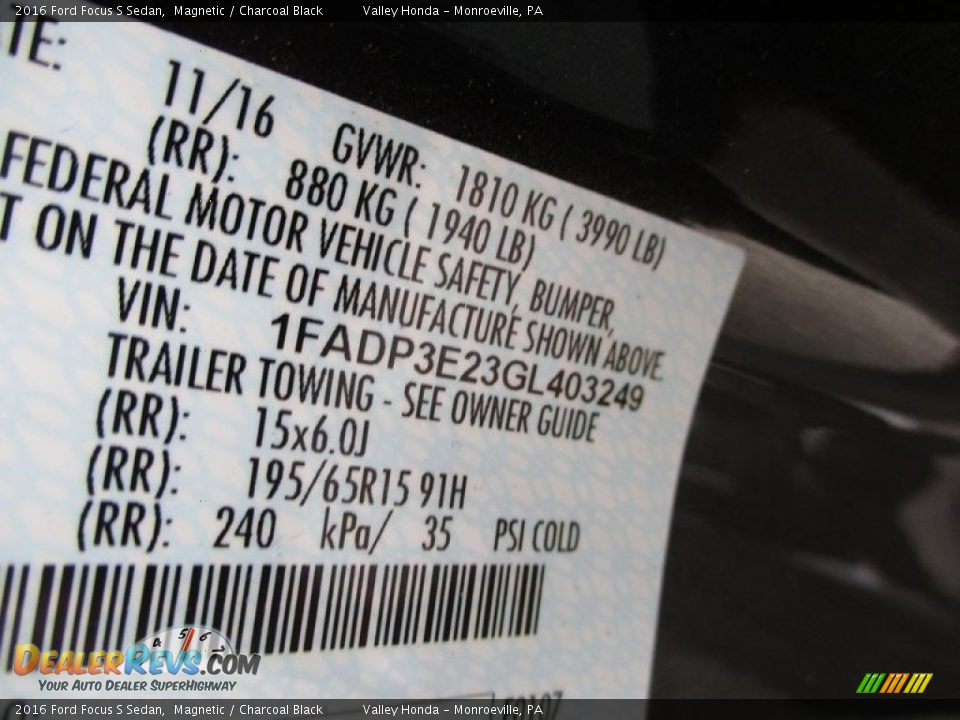 2016 Ford Focus S Sedan, Magnetic / Charcoal Black Valley Honda - Monroeville, PA
11/16 GVWR: 1810 KG ( 3990 LB)
(RR): 880 KG ( 1940 LB)
FEDERAL MOTOR VEHICLE SAFETY, BUMPER,
T ON THE DATE OF MANUFACTURE SHOWN ABOVE
VIN: 1FADP3E23GL403249
TRAILER TOWING - SEE OWNER GUIDE
(RR): 15x6.0J
(RR): 195/65R15 91H
(RR): 240 kPa/ 35 PSI COLD
DEALERREVS.COM
YOUR AUTO DEALER SUPERHIGHWAY
2016 Ford Focus S Sedan, Magnetic / Charcoal Black Valley Honda - Monroeville, PA